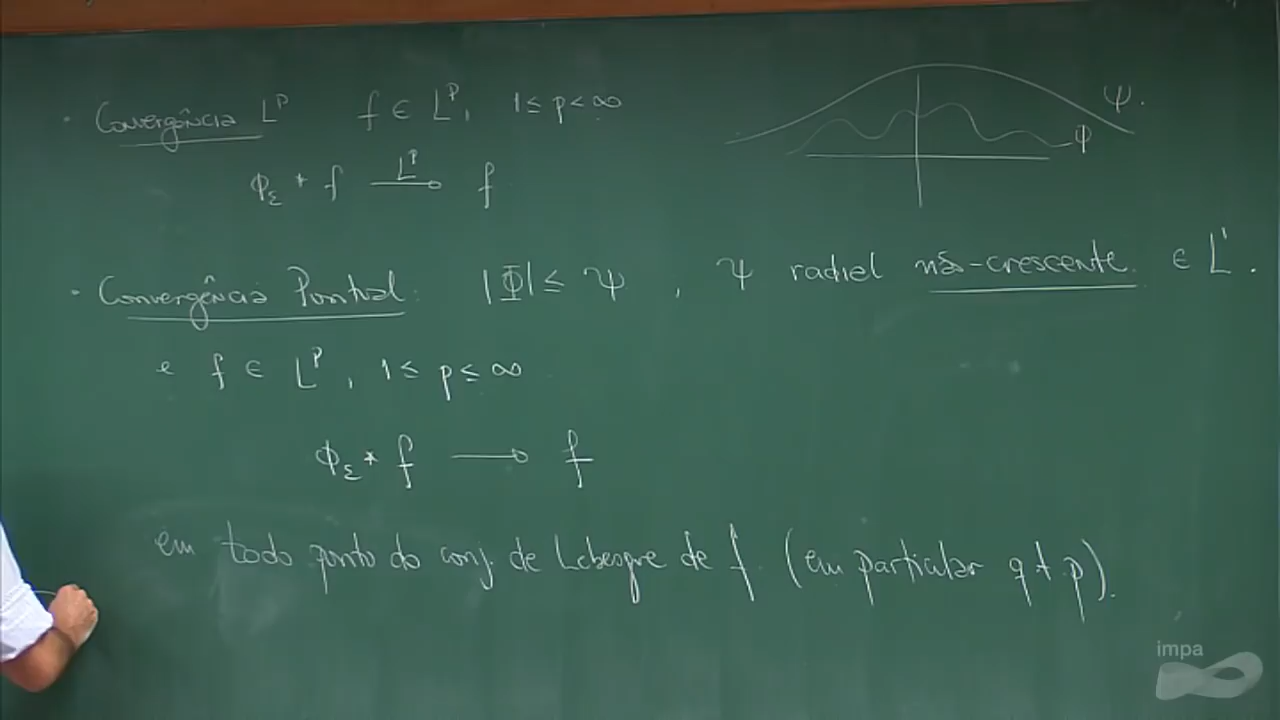 · Convergência L^p f ∈ L^p, 1 ≤ p < ∞
φ_ε * f →^{L^p} f
ψ.
φ
· Convergência Pontual: |Φ| ≤ ψ, ψ radial não-crescente. ∈ L^1.
e f ∈ L^p, 1 ≤ p ≤ ∞
φ_ε * f → f
em todo ponto do conj. de Lebesgue de f. (em particular q t p).
impa